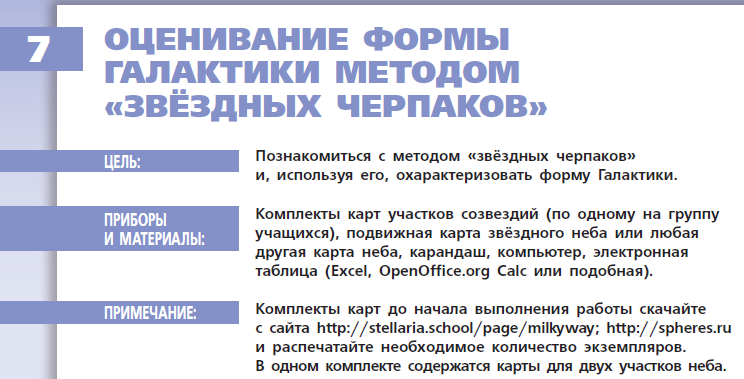 7
ОЦЕНИВАНИЕ ФОРМЫ
ГАЛАКТИКИ МЕТОДОМ
«ЗВЁЗДНЫХ ЧЕРПАКОВ»
ЦЕЛЬ:
Познакомиться с методом «звёздных черпаков»
и, используя его, охарактеризовать форму Галактики.
ПРИБОРЫ
И МАТЕРИАЛЫ:
Комплекты карт участков созвездий (по одному на группу
учащихся), подвижная карта звёздного неба или любая
другая карта неба, карандаш, компьютер, электронная
таблица (Excel, OpenOffice.org Calc или подобная).
ПРИМЕЧАНИЕ:
Комплекты карт до начала выполнения работы скачайте
с сайта http://stellaria.school/page/milkyway; http://spheres.ru
и распечатайте необходимое количество экземпляров.
В одном комплекте содержатся карты для двух участков неба.